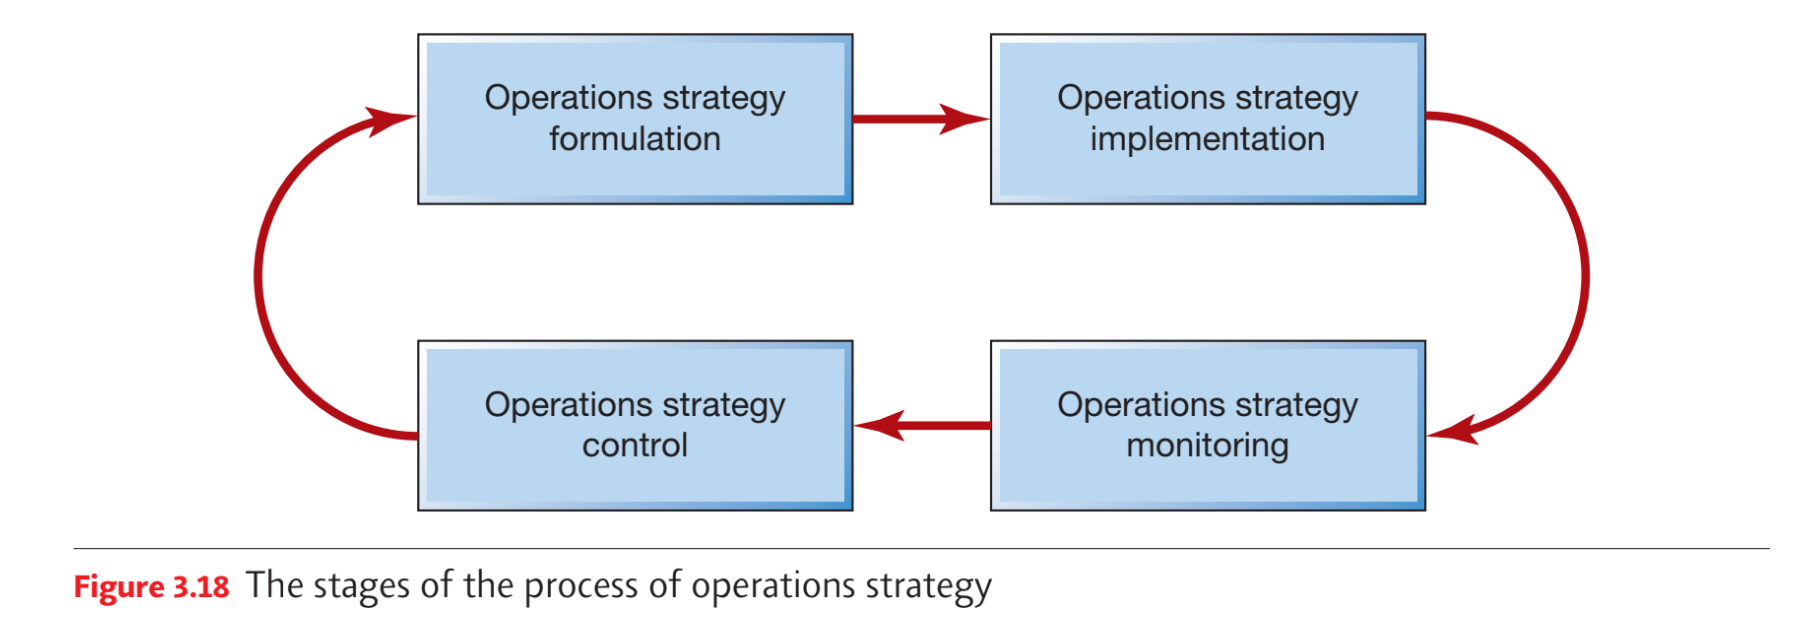 Operations strategy
formulation
Operations strategy
implementation
Operations strategy
control
Operations strategy
monitoring
Figure 3.18 The stages of the process of operations strategy